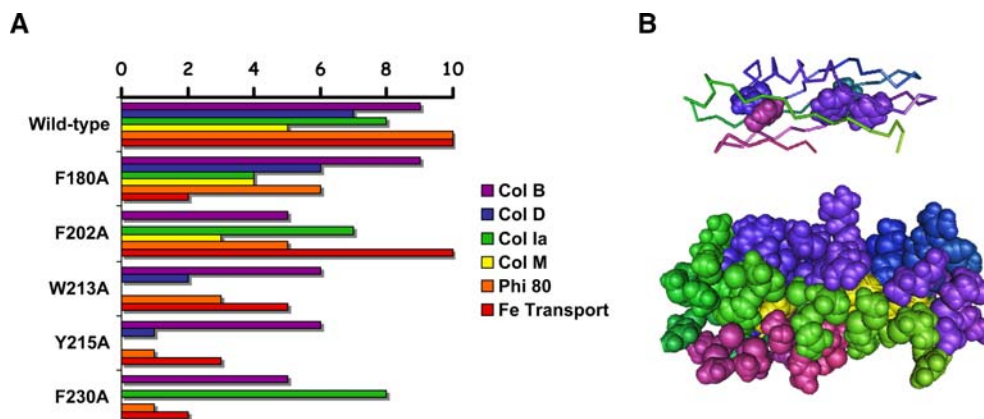 A
B
0 2 4 6 8 10
Wild-type
F180A
F202A
W213A
Y215A
F230A
Col B
Col D
Col Ia
Col M
Phi 80
Fe Transport